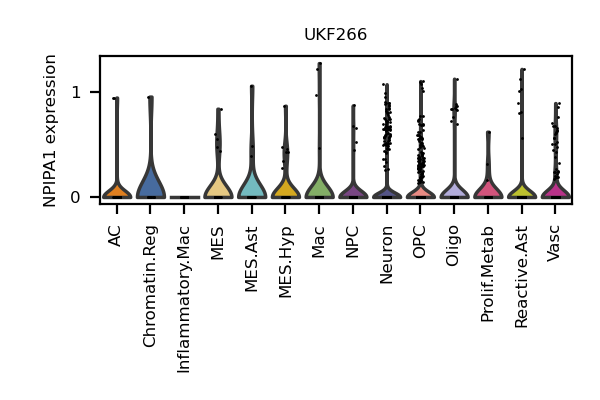 UKF266
NPIPA1 expression
1
0
AC
Chromatin.Reg
Inflammatory.Mac
MES
MES.Ast
MES.Hyp
Mac
NPC
Neuron
OPC
Oligo
Prolif.Metab
Reactive.Ast
Vasc